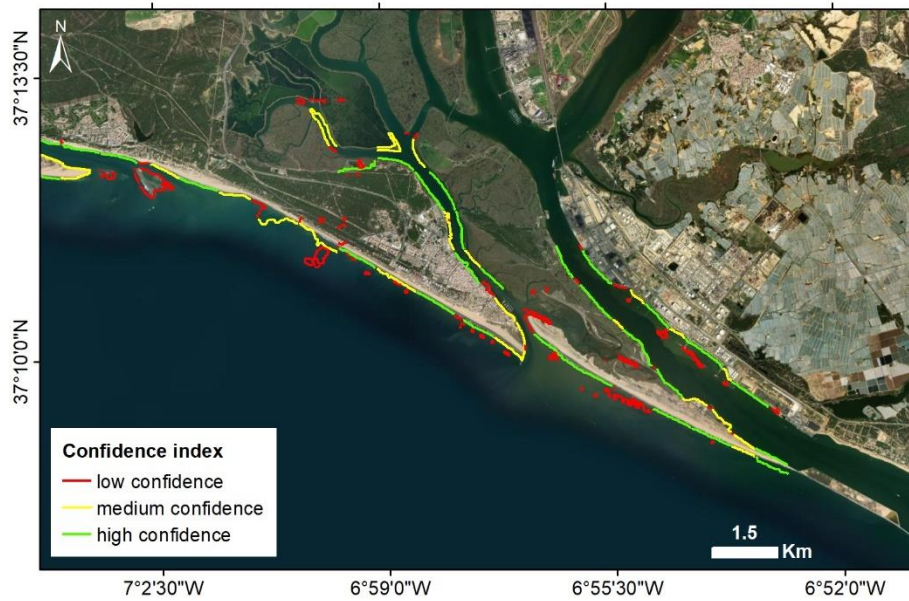 N
37°13'30"N
37°10'0"N
Confidence index
low confidence
medium confidence
high confidence
1.5
Km
7°2'30"W
6°59'0"W
6°55'30"W
6°52'0"W